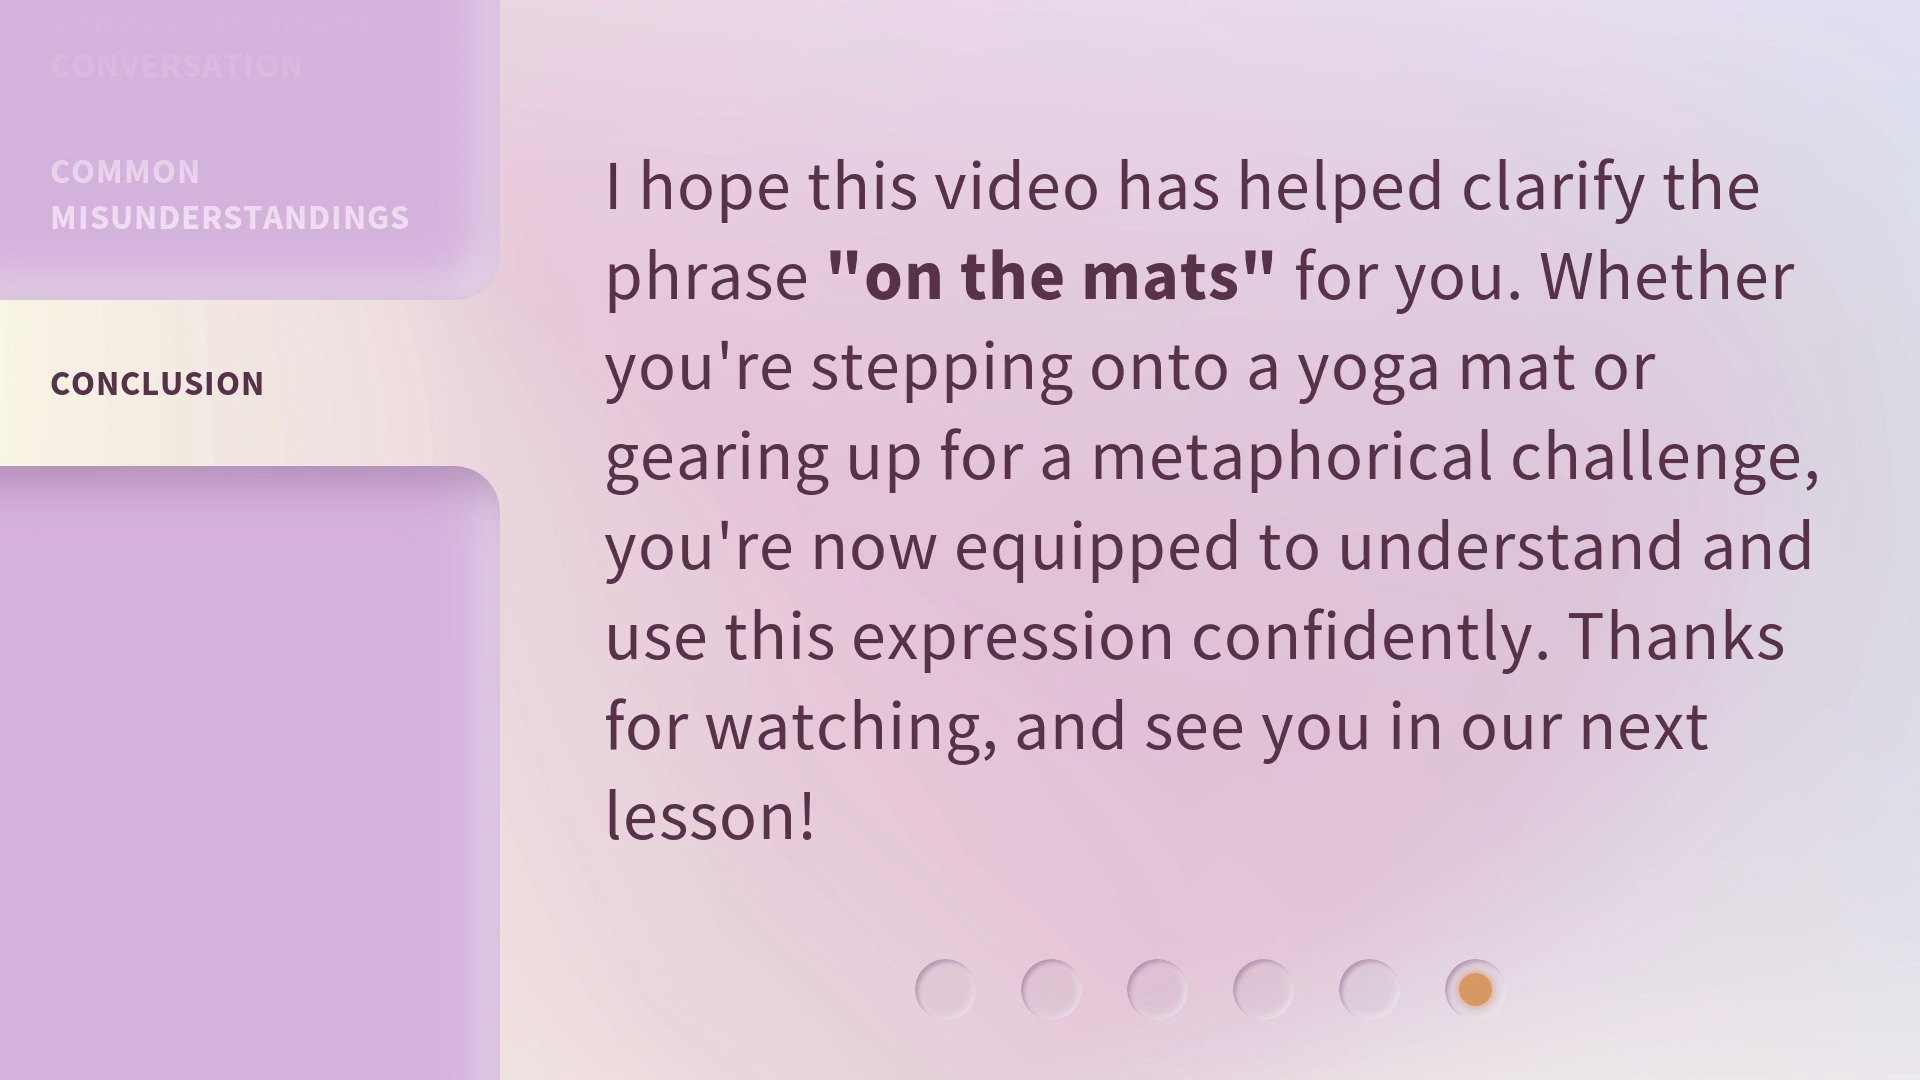 CONVERSATION
COMMON
MISUNDERSTANDINGS
CONCLUSION
I hope this video has helped clarify the
phrase "on the mats" for you. Whether
you're stepping onto a yoga mat or
gearing up for a metaphorical challenge,
you're now equipped to understand and
use this expression confidently. Thanks
for watching, and see you in our next
lesson!